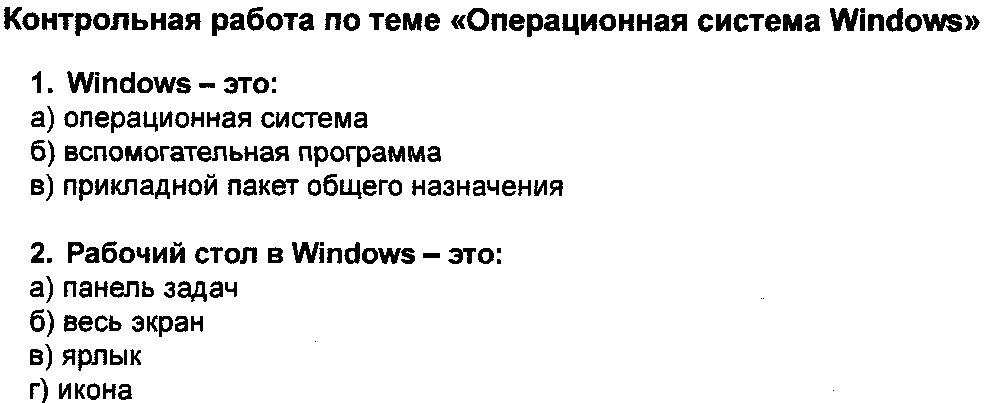 Контрольная работа по теме «Операционная система Windows»
1. Windows – это:
а) операционная система
б) вспомогательная программа
в) прикладной пакет общего назначения
2. Рабочий стол в Windows – это:
а) панель задач
б) весь экран
в) ярлык
г) икона